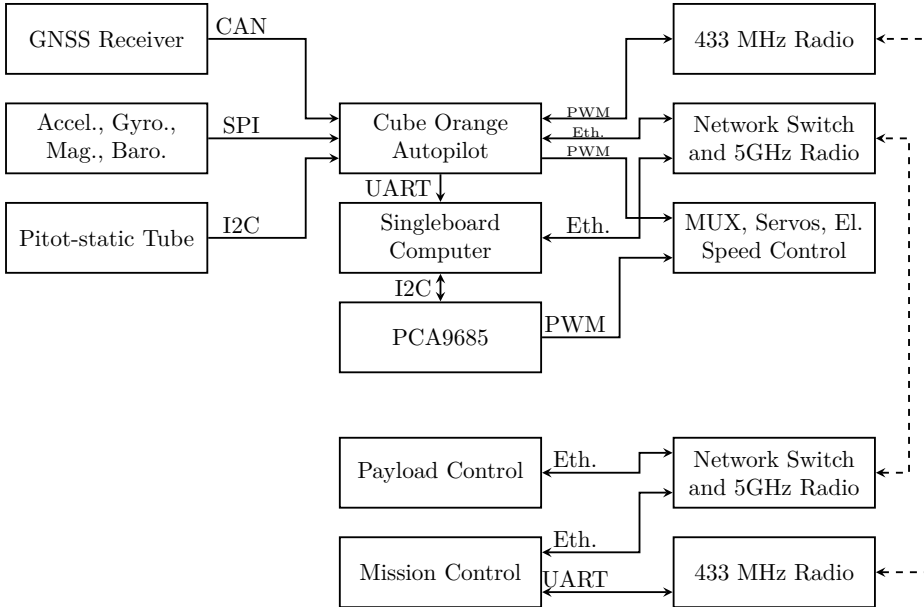 GNSS Receiver
CAN
433 MHz Radio
Accel., Gyro.,
Mag., Baro.
SPI
Cube Orange
Autopilot
PWM
Eth.
PWM
Network Switch
and 5GHz Radio
UART
Pitot-static Tube
I2C
Singleboard
Computer
Eth.
MUX, Servos, El.
Speed Control
I2C
PCA9685
PWM
Payload Control
Eth.
Network Switch
and 5GHz Radio
Eth.
Mission Control
UART
433 MHz Radio